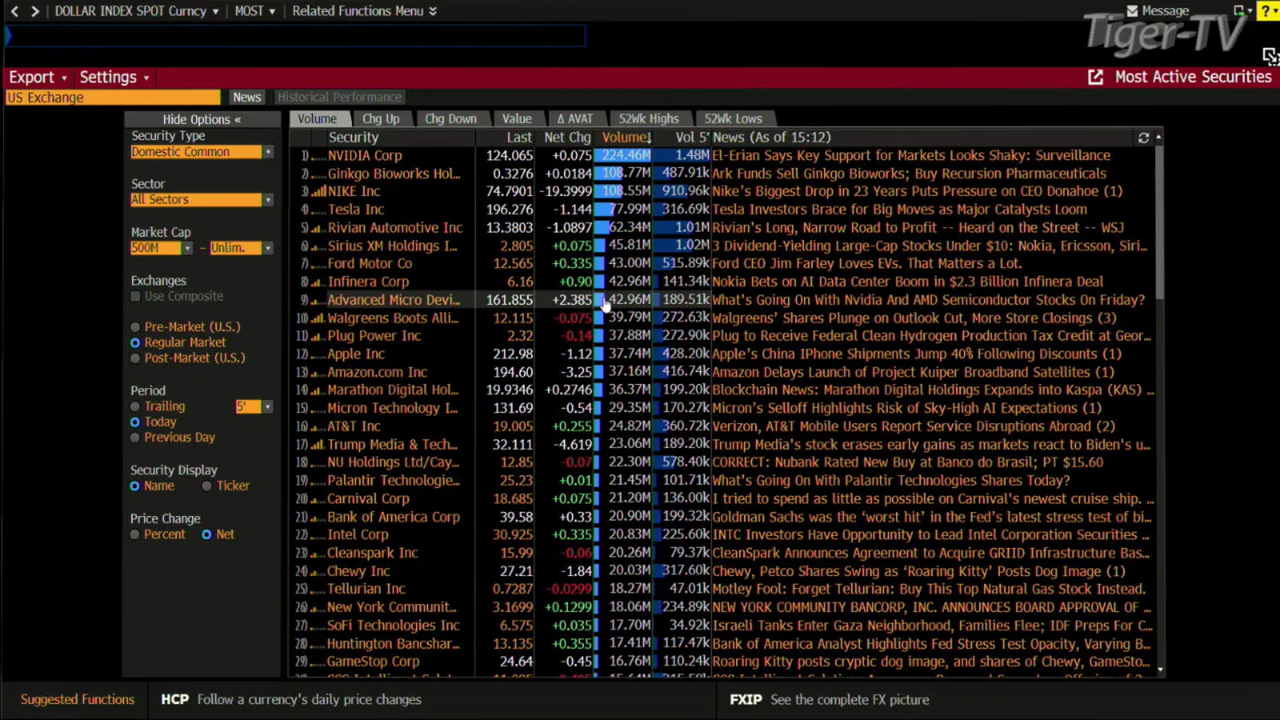 DOLLAR INDEX SPOT Curncy MOST Related Functions Menu Message
Tiger-TV
Export Settings Most Active Securities
US Exchange News Historical Performance
Hide Options « Volume Chg Up Chg Down Value Δ AVAT 52Wk Highs 52Wk Lows
Security Type
Domestic Common
Sector
All Sectors
Market Cap
500M – Unlim.
Exchanges
Use Composite
Pre-Market (U.S.)
Regular Market
Post-Market (U.S.)
Period
Trailing 5'
Today
Previous Day
Security Display
Name Ticker
Price Change
Percent Net
Security Last Net Chg Volume↓ Vol 5' News (As of 15:12)
1) NVIDIA Corp 124.065 +0.075 224.46M 1.48M El-Erian Says Key Support for Markets Looks Shaky: Surveillance
2) Ginkgo Bioworks Hol... 0.3276 +0.0184 108.77M 487.91k Ark Funds Sell Ginkgo Bioworks; Buy Recursion Pharmaceuticals
3) NIKE Inc 74.7901 -19.3999 108.55M 910.96k Nike's Biggest Drop in 23 Years Puts Pressure on CEO Donahoe (1)
4) Tesla Inc 196.276 -1.144 77.99M 316.69k Tesla Investors Brace for Big Moves as Major Catalysts Loom
5) Rivian Automotive Inc 13.3803 -1.0897 62.34M 1.01M Rivian's Long, Narrow Road to Profit -- Heard on the Street -- WSJ
6) Sirius XM Holdings I... 2.805 +0.075 45.81M 1.02M 3 Dividend-Yielding Large-Cap Stocks Under $10: Nokia, Ericsson, Siri...
7) Ford Motor Co 12.565 +0.335 43.00M 515.89k Ford CEO Jim Farley Loves EVs. That Matters a Lot.
8) Infinera Corp 6.16 +0.90 42.96M 141.34k Nokia Bets on AI Data Center Boom in $2.3 Billion Infinera Deal
9) Advanced Micro Devi... 161.855 +2.385 42.96M 189.51k What's Going On With Nvidia And AMD Semiconductor Stocks On Friday?
10) Walgreens Boots Alli... 12.115 -0.075 39.79M 272.63k Walgreens' Shares Plunge on Outlook Cut, More Store Closings (3)
11) Plug Power Inc 2.32 -0.14 37.88M 272.90k Plug to Receive Federal Clean Hydrogen Production Tax Credit at Geor...
12) Apple Inc 212.98 -1.12 37.74M 428.20k Apple's China IPhone Shipments Jump 40% Following Discounts (1)
13) Amazon.com Inc 194.60 -3.25 37.16M 416.74k Amazon Delays Launch of Project Kuiper Broadband Satellites (1)
14) Marathon Digital Hol... 19.9346 +0.2746 36.37M 199.20k Blockchain News: Marathon Digital Holdings Expands into Kaspa (KAS) ...
15) Micron Technology I... 131.69 -0.54 29.35M 170.27k Micron's Selloff Highlights Risk of Sky-High AI Expectations (1)
16) AT&T Inc 19.005 +0.255 24.82M 360.72k Verizon, AT&T Mobile Users Report Service Disruptions Abroad (2)
17) Trump Media & Tech... 32.111 -4.619 23.06M 189.20k Trump Media's stock erases early gains as markets react to Biden's u...
18) NU Holdings Ltd/Cay... 12.85 -0.07 22.30M 578.40k CORRECT: Nubank Rated New Buy at Banco do Brasil; PT $15.60
19) Palantir Technologie... 25.23 +0.01 21.45M 101.71k What's Going On With Palantir Technologies Shares Today?
20) Carnival Corp 18.685 +0.075 21.20M 136.00k I tried to spend as little as possible on Carnival's newest cruise ship. ...
21) Bank of America Corp 39.58 +0.33 20.90M 199.32k Goldman Sachs was the 'worst hit' in the Fed's latest stress test of bi...
22) Intel Corp 30.925 +0.335 20.83M 225.60k INTC Investors Have Opportunity to Lead Intel Corporation Securities ...
23) Cleanspark Inc 15.99 -0.06 20.26M 79.37k CleanSpark Announces Agreement to Acquire GRIID Infrastructure Bas...
24) Chewy Inc 27.21 -1.84 20.03M 317.60k Chewy, Petco Shares Swing as 'Roaring Kitty' Posts Dog Image (1)
25) Tellurian Inc 0.7287 -0.0299 18.27M 47.01k Motley Fool: Forget Tellurian: Buy This Top Natural Gas Stock Instead.
26) New York Communit... 3.1699 +0.1299 18.06M 234.89k NEW YORK COMMUNITY BANCORP, INC. ANNOUNCES BOARD APPROVAL OF ...
27) SoFi Technologies Inc 6.575 +0.035 17.70M 34.92k Israeli Tanks Enter Gaza Neighborhood, Families Flee; IDF Preps For C...
28) Huntington Bancshar... 13.135 +0.355 17.41M 117.47k Bank of America Analyst Highlights Fed Stress Test Opacity, Varying B...
29) GameStop Corp 24.64 -0.45 16.76M 110.24k Roaring Kitty posts cryptic dog image, and shares of Chewy, GameSto...
Suggested Functions HCP Follow a currency's daily price changes FXIP See the complete FX picture